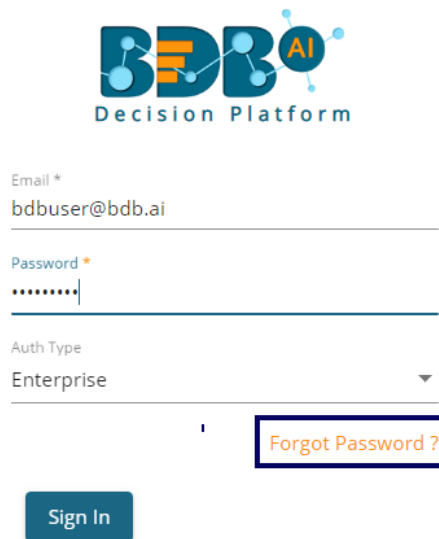 BDB AI
Decision Platform
Email *
bdbuser@bdb.ai
Password *
•••••••••
Auth Type
Enterprise
Forgot Password ?
Sign In